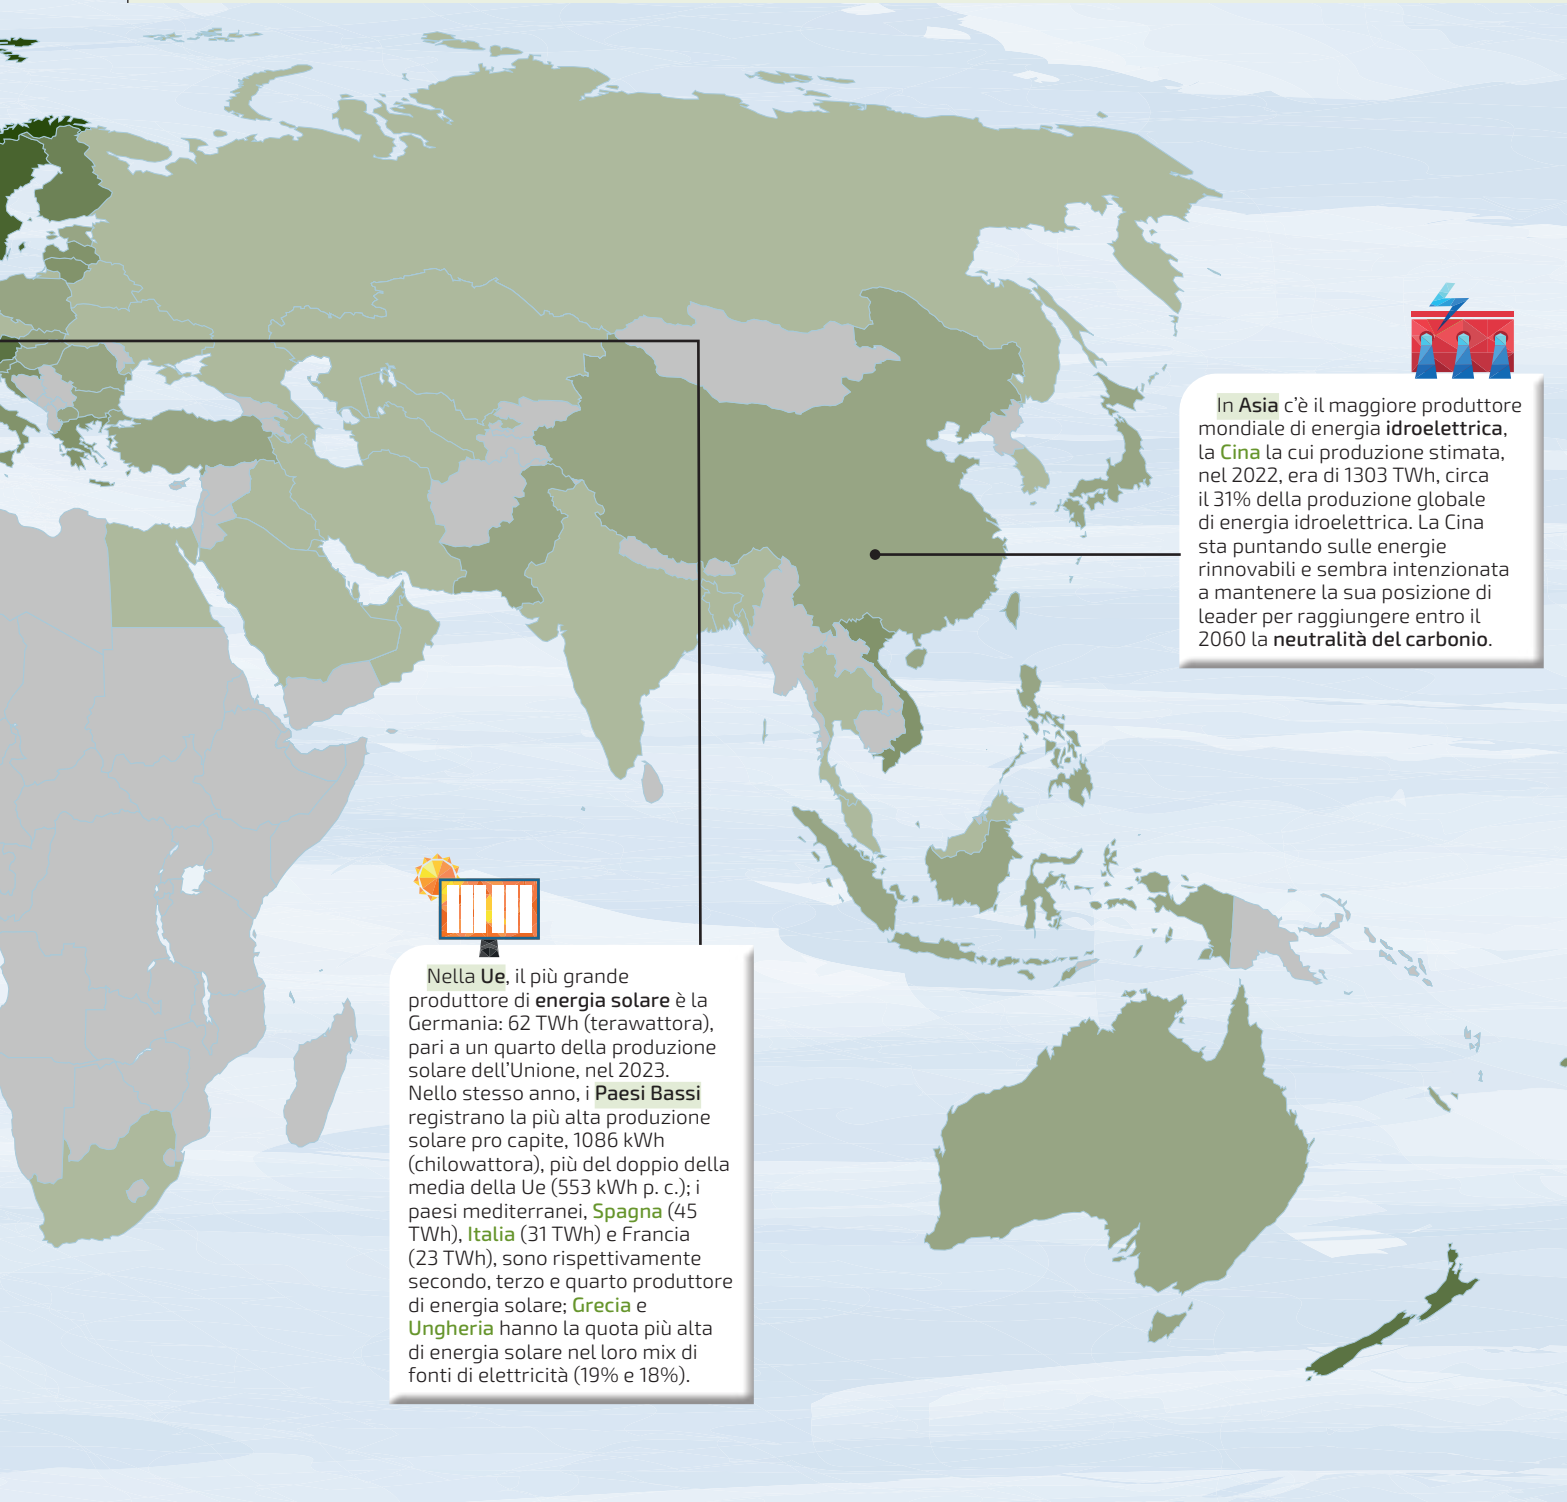 In Asia c’è il maggiore produttore
mondiale di energia idroelettrica,
la Cina la cui produzione stimata,
nel 2022, era di 1303 TWh, circa
il 31% della produzione globale
di energia idroelettrica. La Cina
sta puntando sulle energie
rinnovabili e sembra intenzionata
a mantenere la sua posizione di
leader per raggiungere entro il
2060 la neutralità del carbonio.
Nella Ue, il più grande
produttore di energia solare è la
Germania: 62 TWh (terawattora),
pari a un quarto della produzione
solare dell’Unione, nel 2023.
Nello stesso anno, i Paesi Bassi
registrano la più alta produzione
solare pro capite, 1086 kWh
(chilowattora), più del doppio della
media della Ue (553 kWh p. c.); i
paesi mediterranei, Spagna (45
TWh), Italia (31 TWh) e Francia
(23 TWh), sono rispettivamente
secondo, terzo e quarto produttore
di energia solare; Grecia e
Ungheria hanno la quota più alta
di energia solare nel loro mix di
fonti di elettricità (19% e 18%).